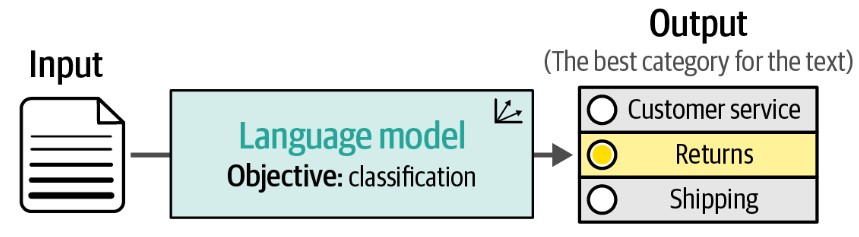 Input
Language model
Objective: classification
Output
(The best category for the text)
Customer service
Returns
Shipping